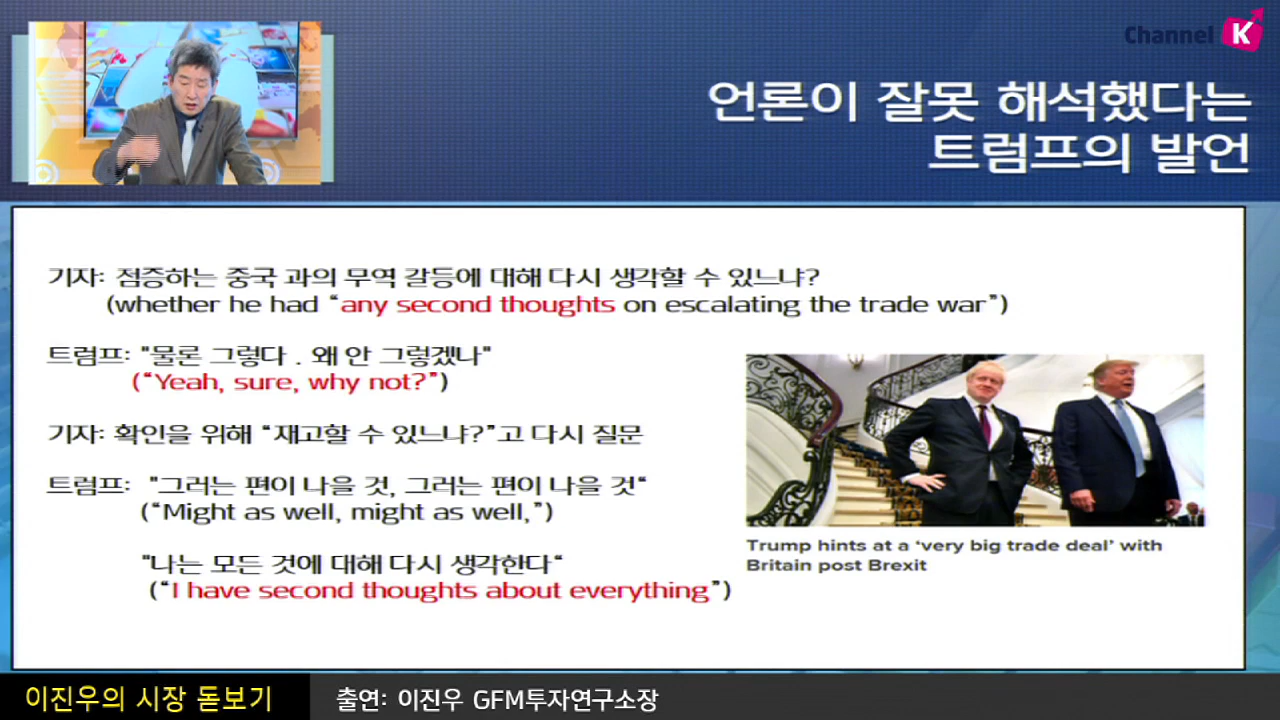 Channel K
언론이 잘못 해석했다는
트럼프의 발언
기자: 점증하는 중국 과의 무역 갈등에 대해 다시 생각할 수 있느냐?
(whether he had “any second thoughts on escalating the trade war”)
트럼프: "물론 그렇다 . 왜 안 그렇겠나"
(“Yeah, sure, why not?”)
기자: 확인을 위해 “재고할 수 있느냐?”고 다시 질문
트럼프: "그러는 편이 나을 것, 그러는 편이 나을 것“
(“Might as well, might as well,”)
"나는 모든 것에 대해 다시 생각한다“
(“I have second thoughts about everything”)
Trump hints at a ‘very big trade deal’ with
Britain post Brexit
이진우의 시장 돋보기
출연: 이진우 GFM투자연구소장